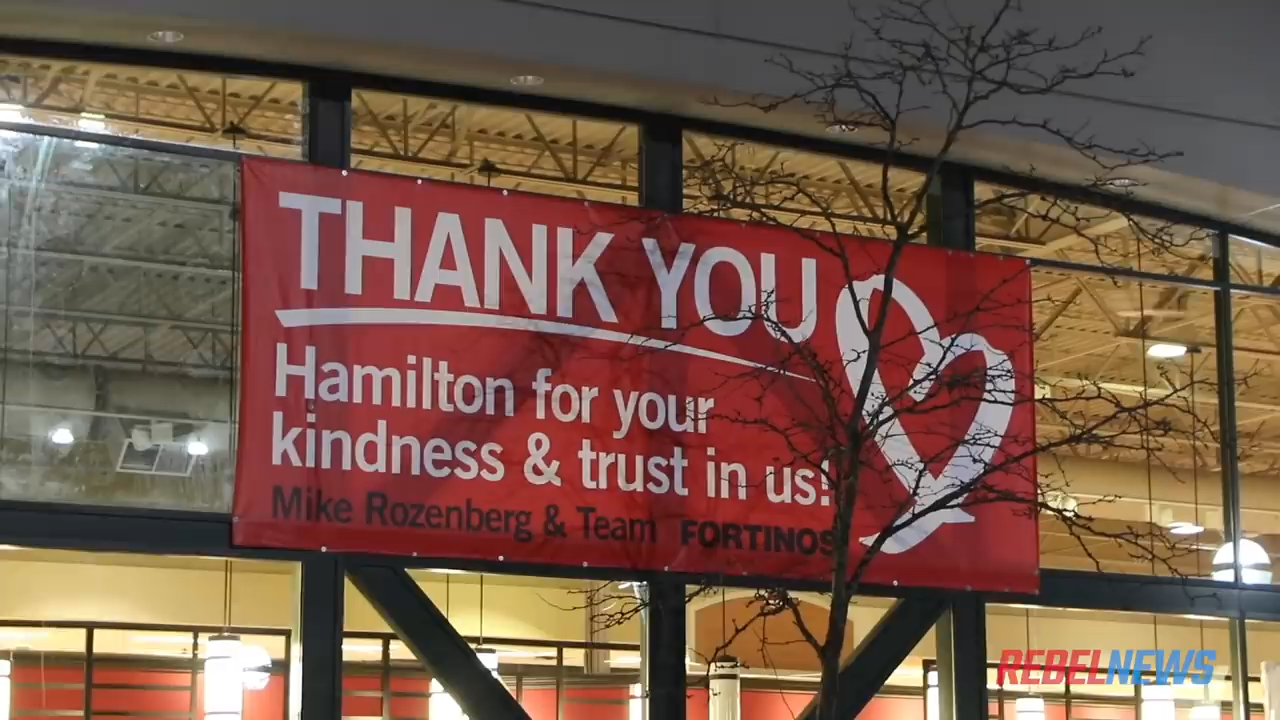 THANK YOU
Hamilton for your
kindness & trust in us!
Mike Rozenberg & Team FORTINOS
REBELNEWS